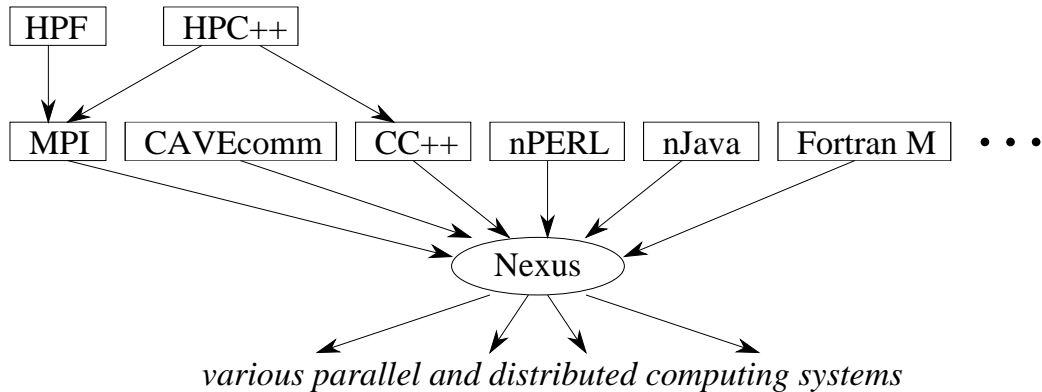 HPF HPC++
MPI CAVEcomm CC++ nPERL nJava Fortran M • • •
Nexus
various parallel and distributed computing systems